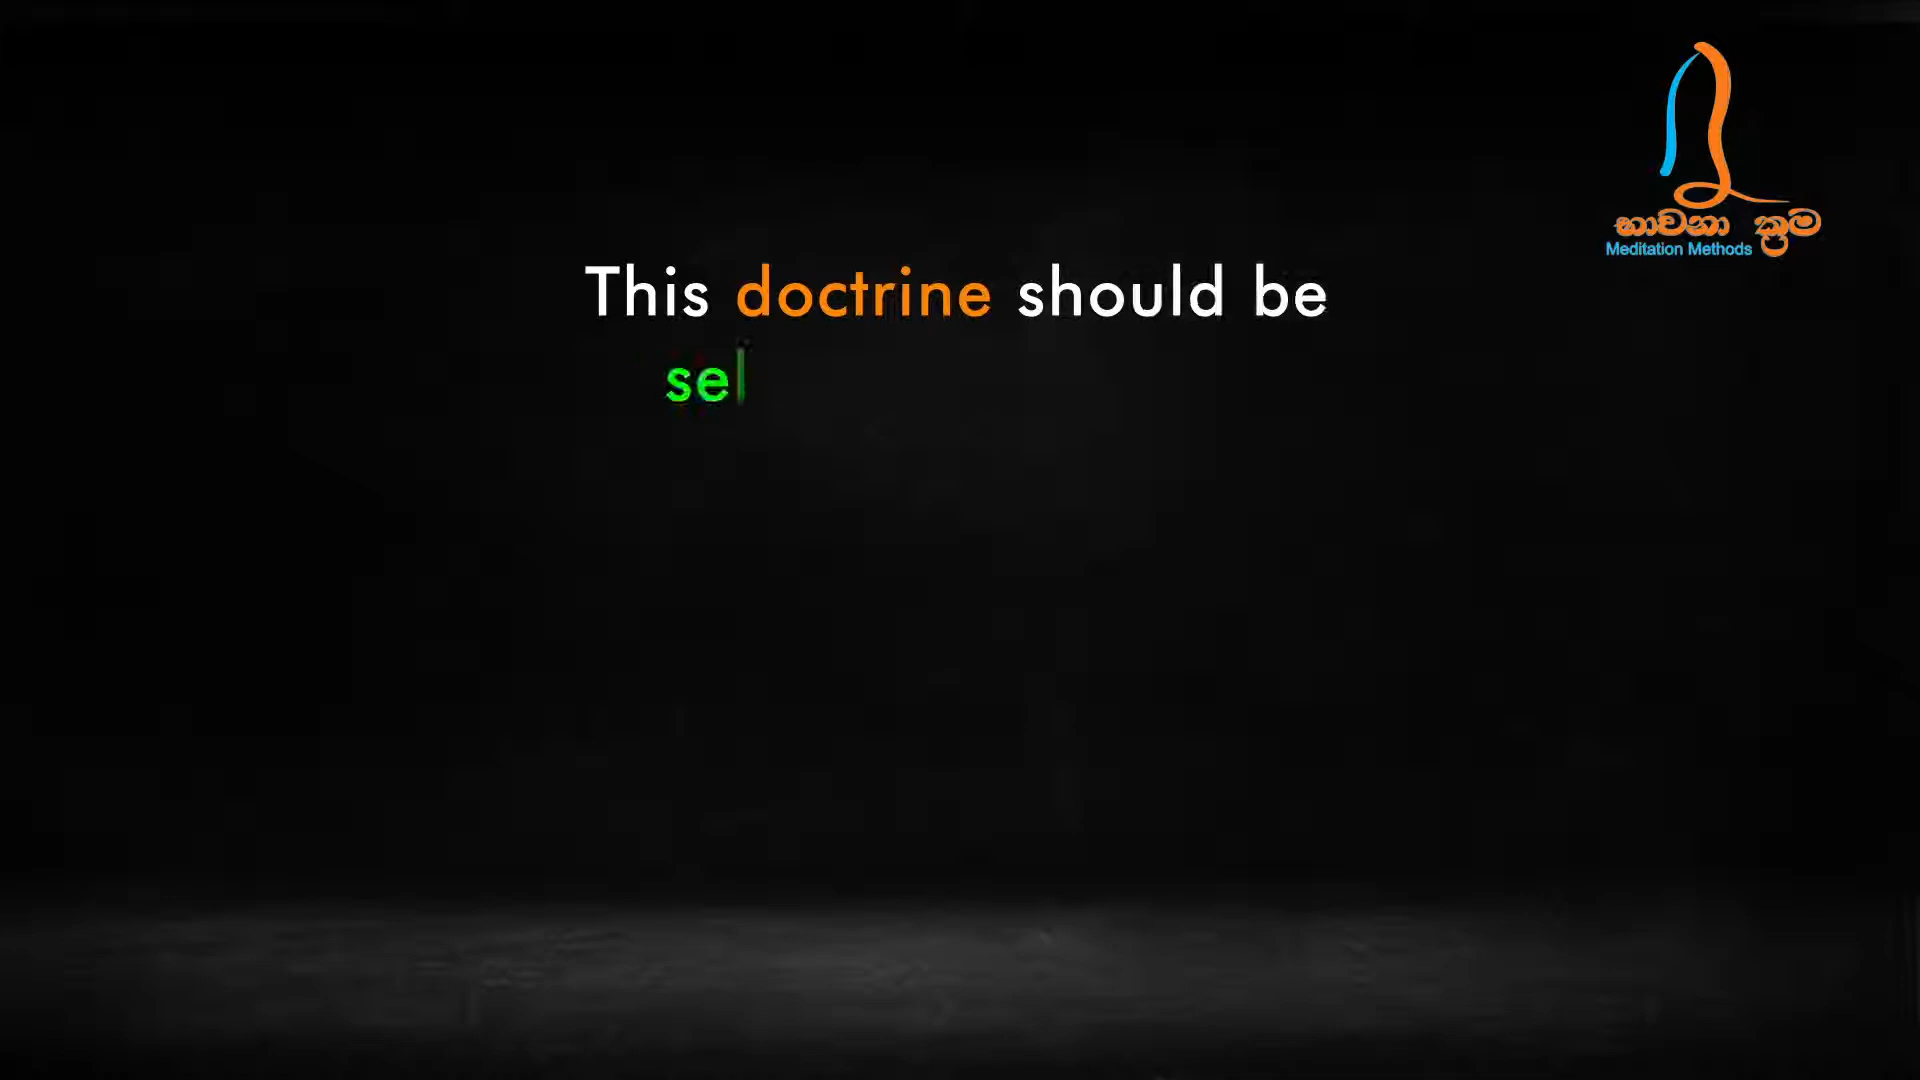 භාවනා ක්‍රම
Meditation Methods
This doctrine should be
sel